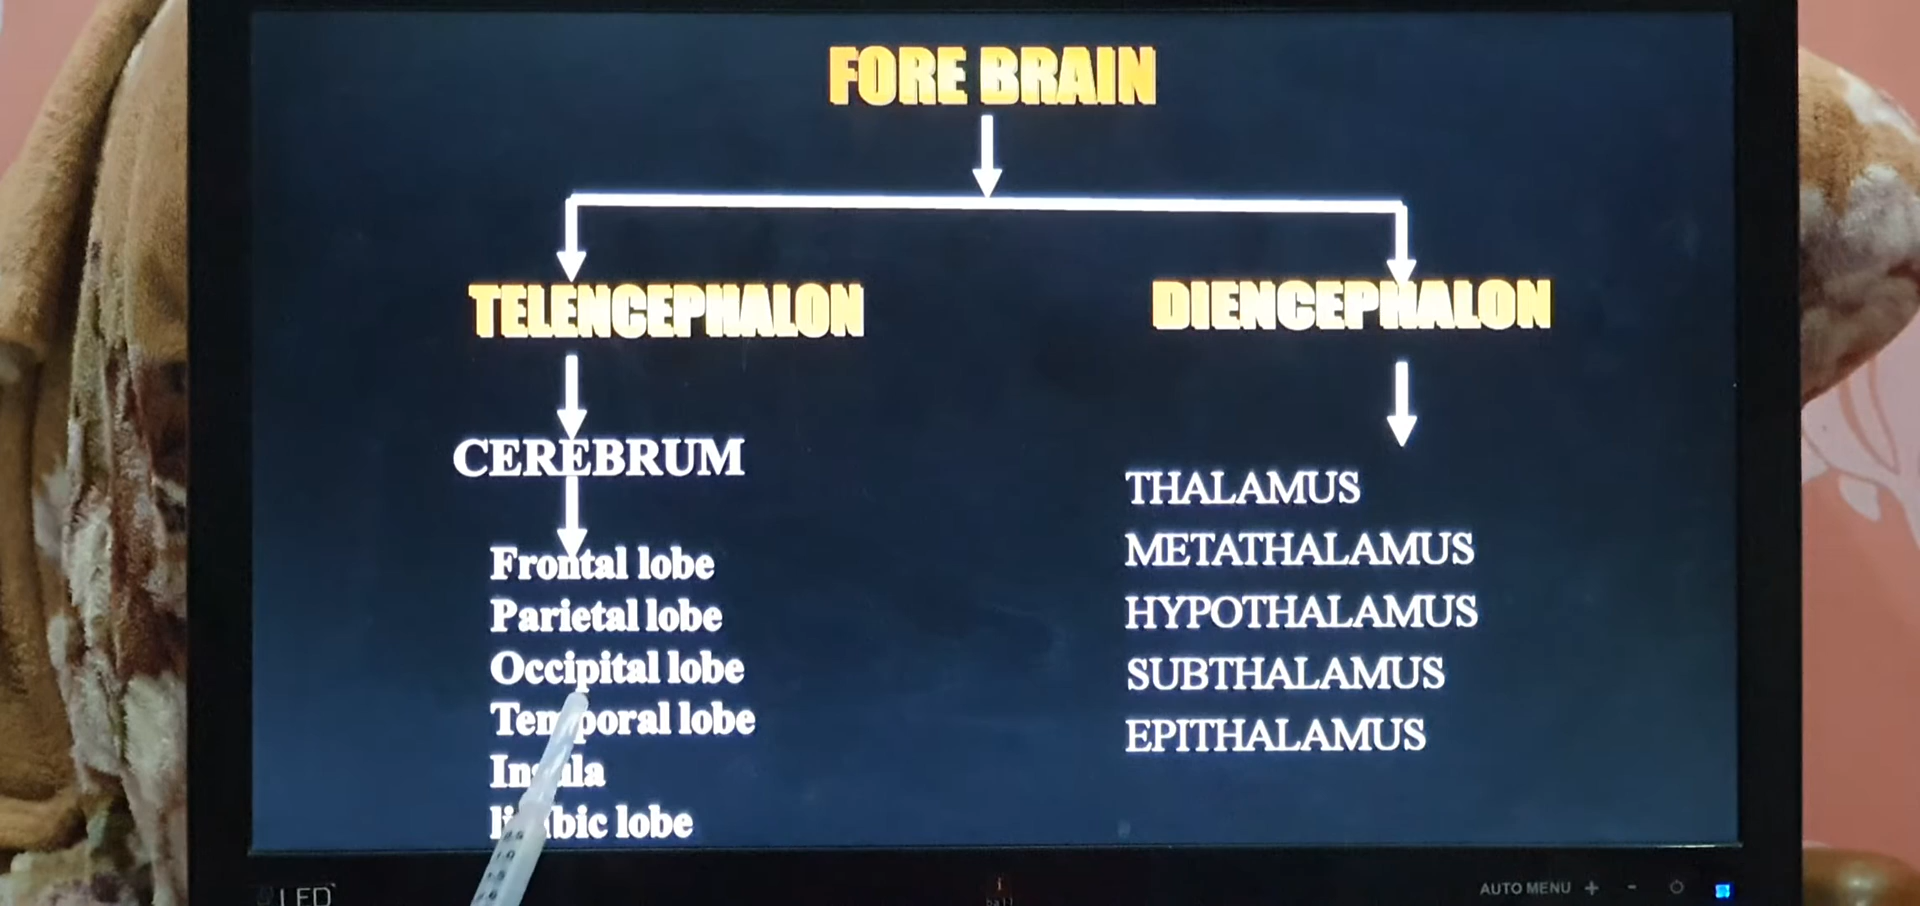 FORE BRAIN
TELENCEPHALON
DIENCEPHALON
CEREBRUM
Frontal lobe
Parietal lobe
Occipital lobe
Temporal lobe
Insula
limbic lobe
THALAMUS
METATHALAMUS
HYPOTHALAMUS
SUBTHALAMUS
EPITHALAMUS
LED
AUTO MENU + -